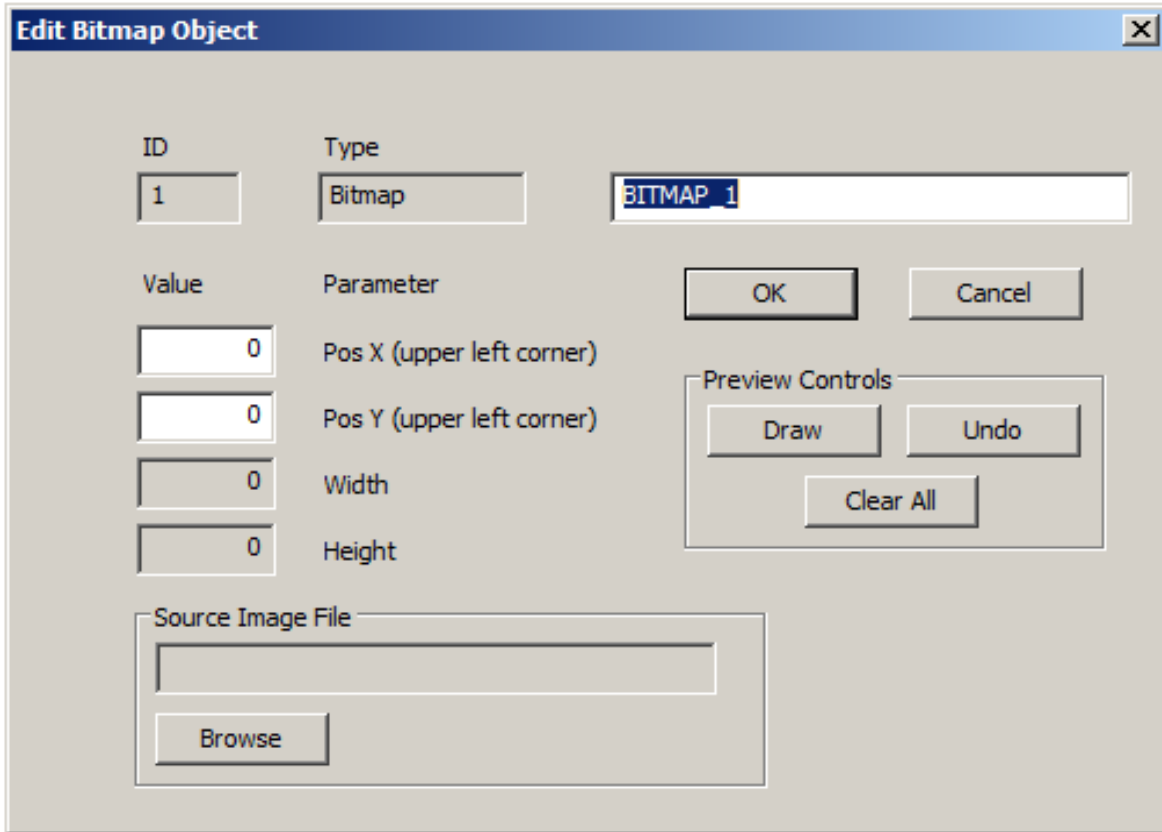 Edit Bitmap Object
ID Type
1 Bitmap BITMAP_1
Value Parameter OK Cancel
0 Pos X (upper left corner)
Preview Controls
0 Pos Y (upper left corner) Draw Undo
0 Width Clear All
0 Height
Source Image File
Browse